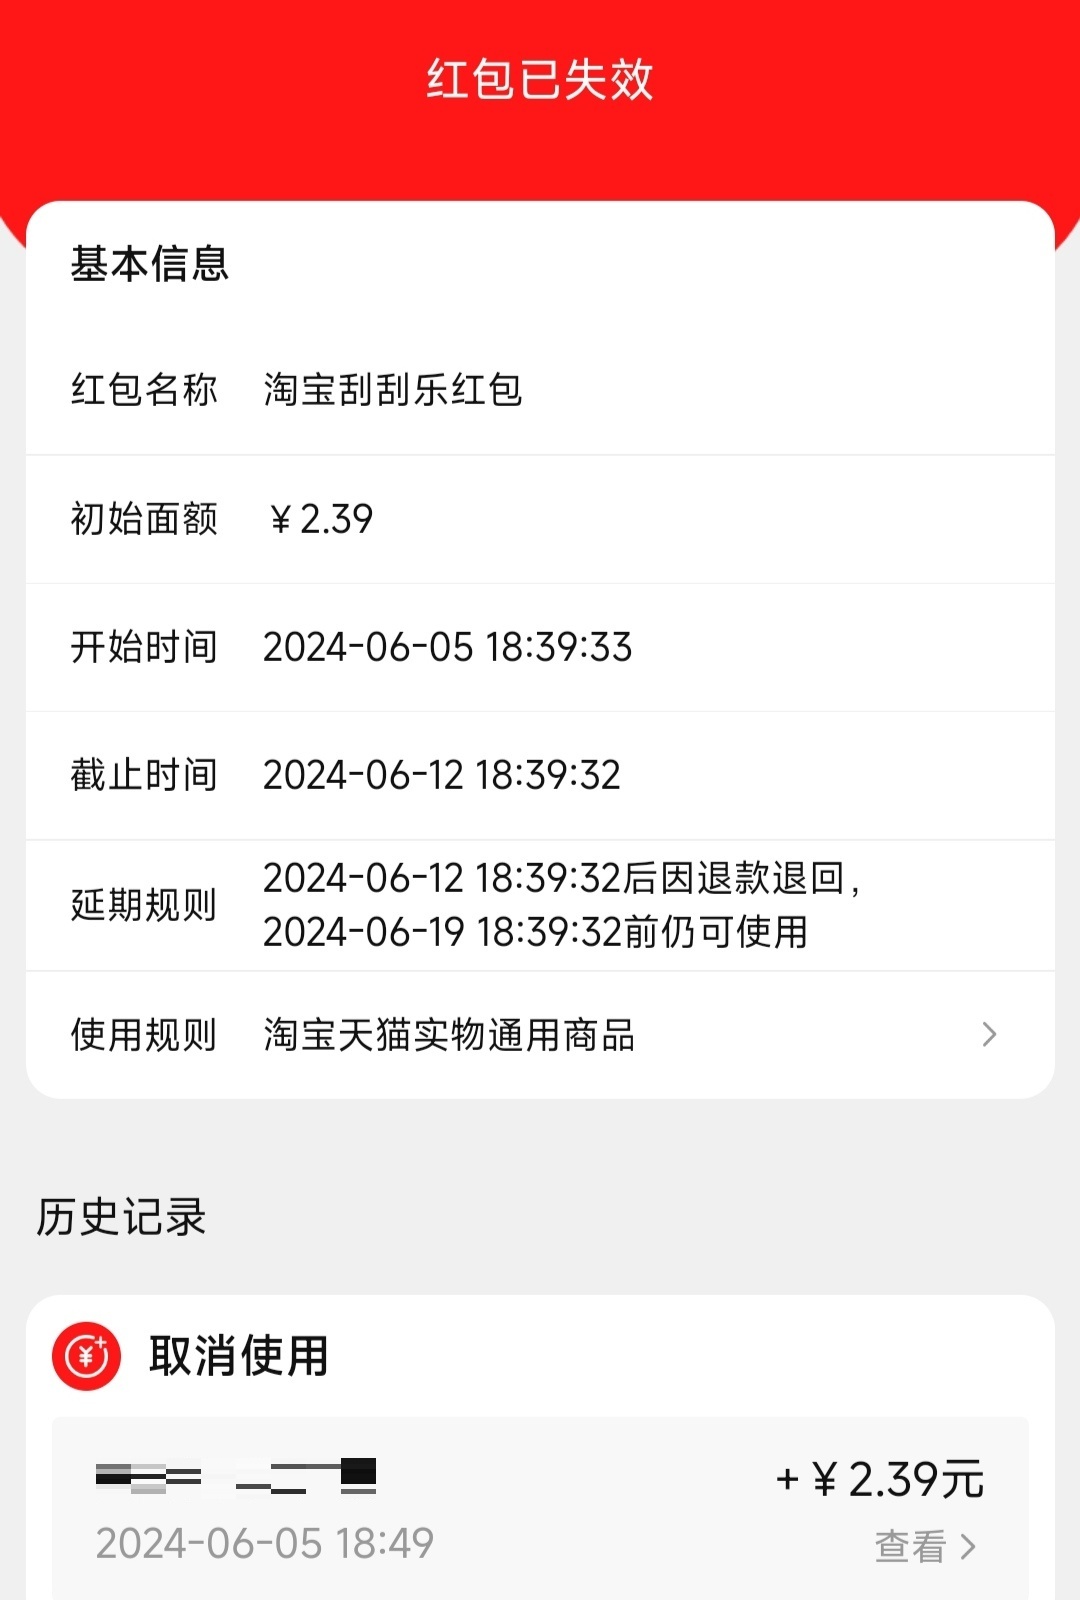 红包已失效
基本信息
红包名称 淘宝刮刮乐红包
初始面额 ￥2.39
开始时间 2024-06-05 18:39:33
截止时间 2024-06-12 18:39:32
延期规则 2024-06-12 18:39:32后因退款退回，
2024-06-19 18:39:32前仍可使用
使用规则 淘宝天猫实物通用商品
历史记录
取消使用
+￥2.39元
2024-06-05 18:49 查看